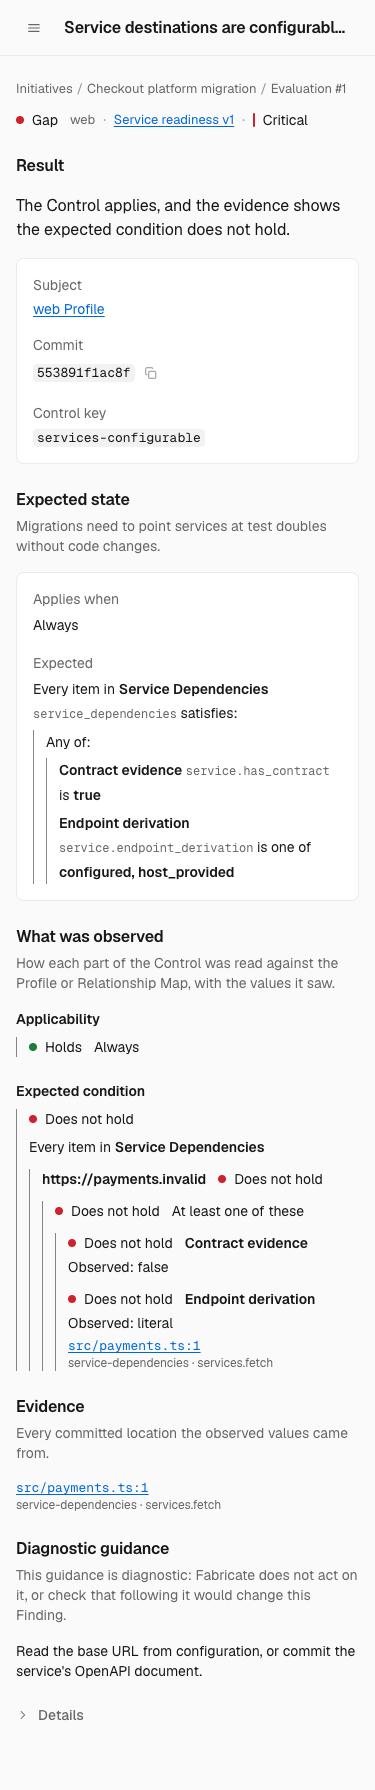 Service destinations are configurabl...
Initiatives / Checkout platform migration / Evaluation #1
Gap web · Service readiness v1 · Critical
Result
The Control applies, and the evidence shows
the expected condition does not hold.
Subject
web Profile
Commit
553891f1ac8f
Control key
services-configurable
Expected state
Migrations need to point services at test doubles
without code changes.
Applies when
Always
Expected
Every item in Service Dependencies
service_dependencies satisfies:
Any of:
Contract evidence service.has_contract
is true
Endpoint derivation
service.endpoint_derivation is one of
configured, host_provided
What was observed
How each part of the Control was read against the
Profile or Relationship Map, with the values it saw.
Applicability
Holds Always
Expected condition
Does not hold
Every item in Service Dependencies
https://payments.invalid Does not hold
Does not hold At least one of these
Does not hold Contract evidence
Observed: false
Does not hold Endpoint derivation
Observed: literal
src/payments.ts:1
service-dependencies · services.fetch
Evidence
Every committed location the observed values came
from.
src/payments.ts:1
service-dependencies · services.fetch
Diagnostic guidance
This guidance is diagnostic: Fabricate does not act on
it, or check that following it would change this
Finding.
Read the base URL from configuration, or commit the
service's OpenAPI document.
Details